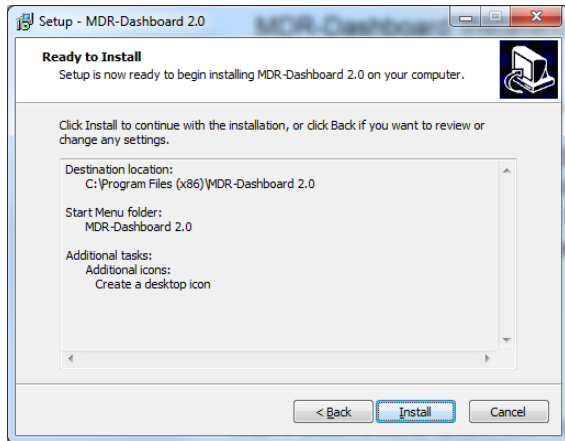 Setup - MDR-Dashboard 2.0
Ready to Install
Setup is now ready to begin installing MDR-Dashboard 2.0 on your computer.
Click Install to continue with the installation, or click Back if you want to review or
change any settings.
Destination location:
C:\Program Files (x86)\MDR-Dashboard 2.0
Start Menu folder:
MDR-Dashboard 2.0
Additional tasks:
Additional icons:
Create a desktop icon
< Back
Install
Cancel